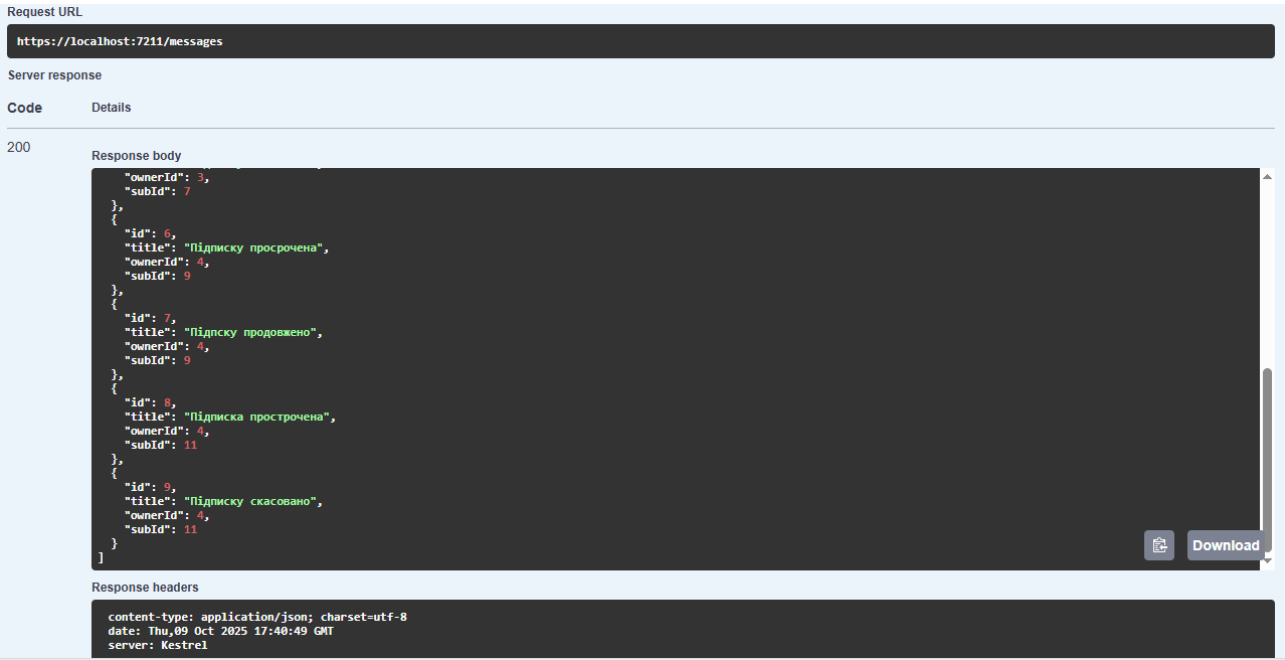 Request URL
https://localhost:7211/messages
Server response
Code Details
200
Response body
"ownerId": 3,
"subId": 7
},
{
"id": 6,
"title": "Підписку просрочена",
"ownerId": 4,
"subId": 9
},
{
"id": 7,
"title": "Підпску продовжено",
"ownerId": 4,
"subId": 9
},
{
"id": 8,
"title": "Підписка прострочена",
"ownerId": 4,
"subId": 11
},
{
"id": 9,
"title": "Підписку скасовано",
"ownerId": 4,
"subId": 11
}
]
Download
Response headers
content-type: application/json; charset=utf-8
date: Thu,09 Oct 2025 17:40:49 GMT
server: Kestrel